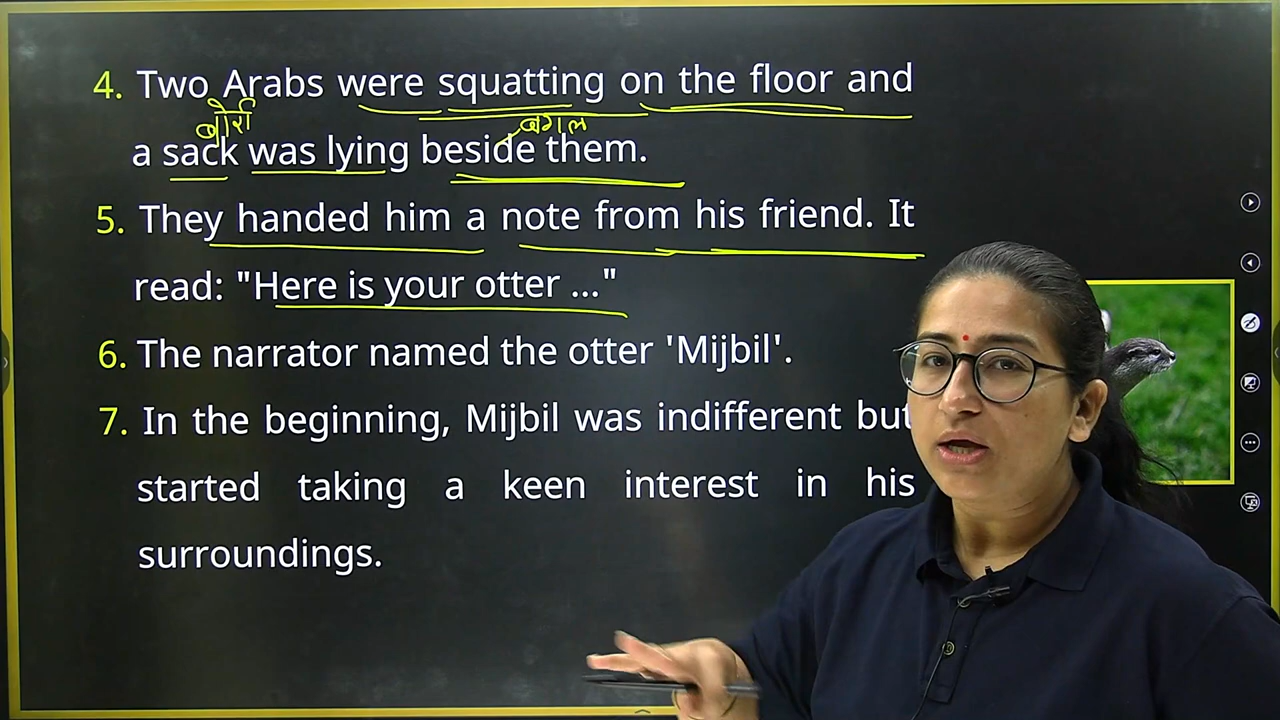 4. Two Arabs were squatting on the floor and
बोरी
बगल
a sack was lying beside them.
5. They handed him a note from his friend. It
read: "Here is your otter ..."
6. The narrator named the otter 'Mijbil'.
7. In the beginning, Mijbil was indifferent but
started taking a keen interest in his
surroundings.